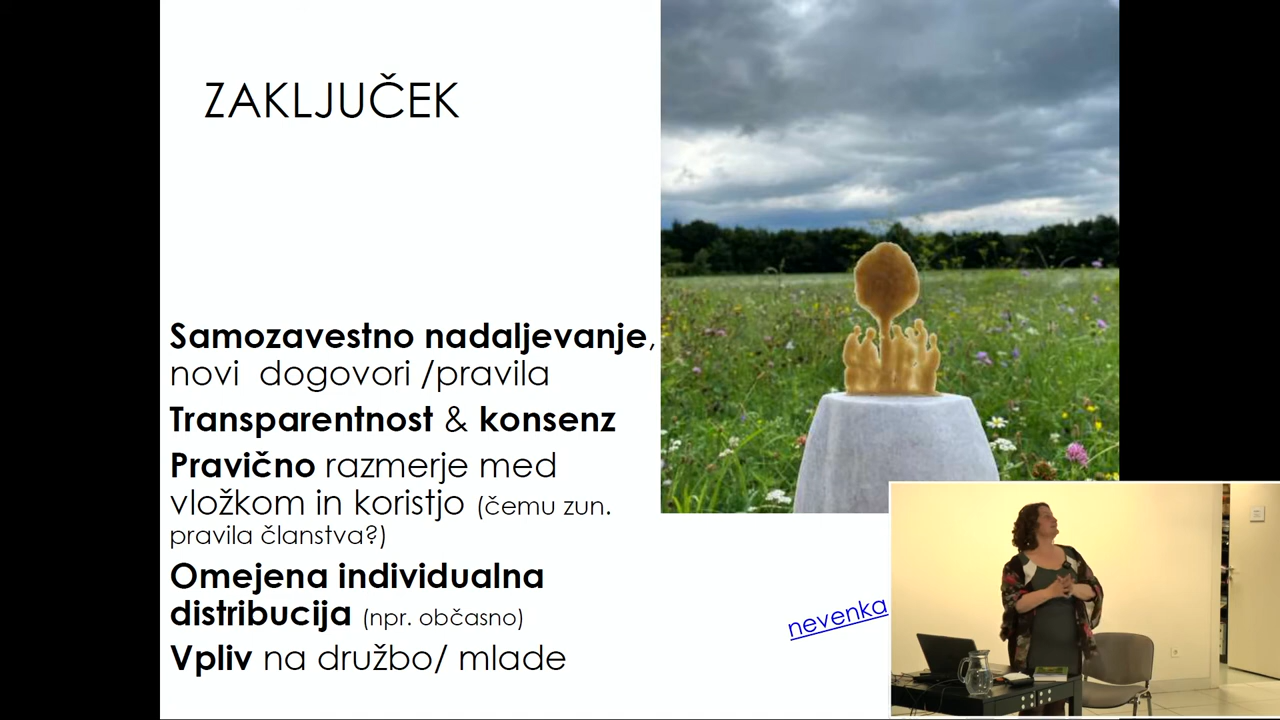 ZAKLJUČEK
Samozavestno nadaljevanje,
novi dogovori /pravila
Transparentnost & konsenz
Pravično razmerje med
vložkom in koristjo (čemu zun.
pravila članstva?)
Omejena individualna
distribucija (npr. občasno)
Vpliv na družbo/ mlade
nevenka